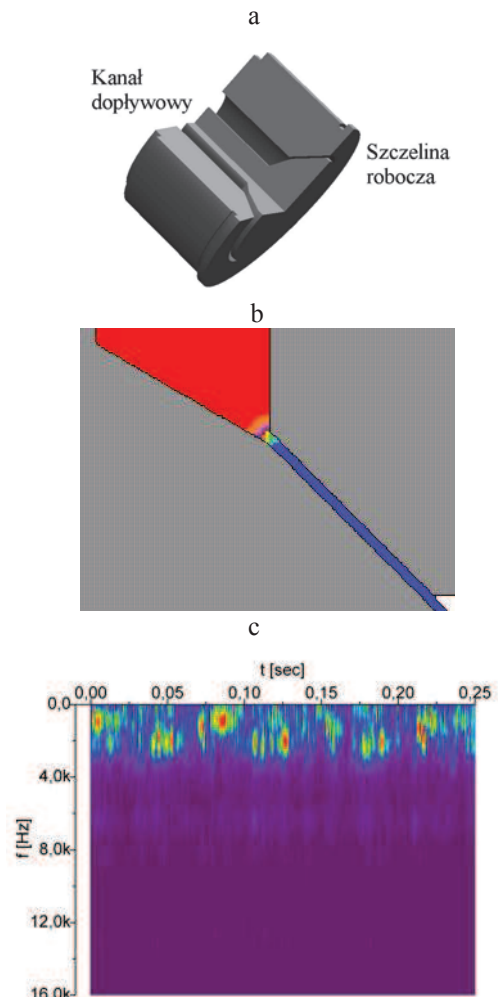 a
Kanał
dopływowy
Szczelina
robocza
b
c
t [sec]
0,00 0,05 0,10 0,15 0,20 0,25
0,0
4,0k
8,0k
12,0k
16,0k
f [Hz]